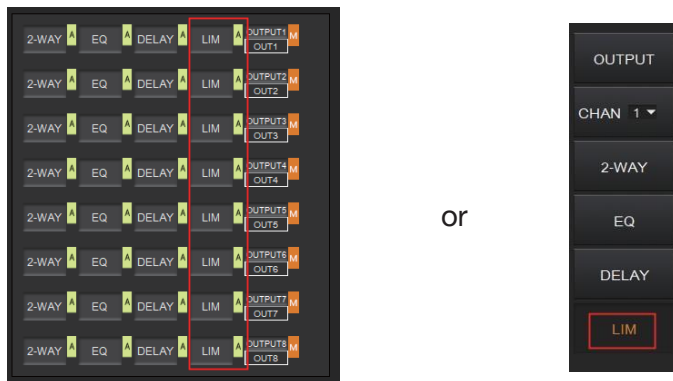 2-WAY A EQ A DELAY A LIM A OUTPUT1 M
OUT1
2-WAY A EQ A DELAY A LIM A OUTPUT2 M
OUT2
2-WAY A EQ A DELAY A LIM A OUTPUT3 M
OUT3
2-WAY A EQ A DELAY A LIM A OUTPUT4 M
OUT4
2-WAY A EQ A DELAY A LIM A OUTPUT5 M
OUT5
2-WAY A EQ A DELAY A LIM A OUTPUT6 M
OUT6
2-WAY A EQ A DELAY A LIM A OUTPUT7 M
OUT7
2-WAY A EQ A DELAY A LIM A OUTPUT8 M
OUT8
or
OUTPUT
CHAN 1
2-WAY
EQ
DELAY
LIM